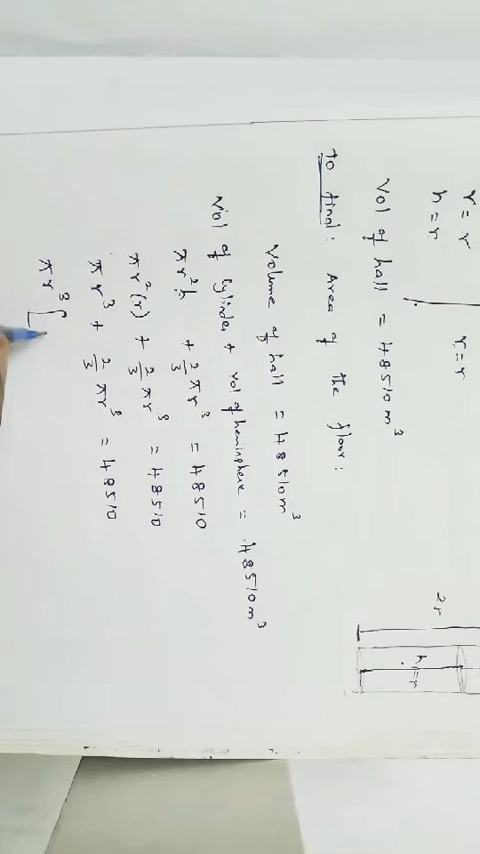 r = r
h = r
r = r
Vol of hall = 48510 m³
To find: Area of the floor:
Volume of hall = 48510 m³
Vol of cylinder + vol of hemisphere = 48510 m³
πr²h + 2/3 πr³ = 48510
πr²(r) + 2/3 πr³ = 48510
πr³ + 2/3 πr³ = 48510
πr³ [
2r
h=r